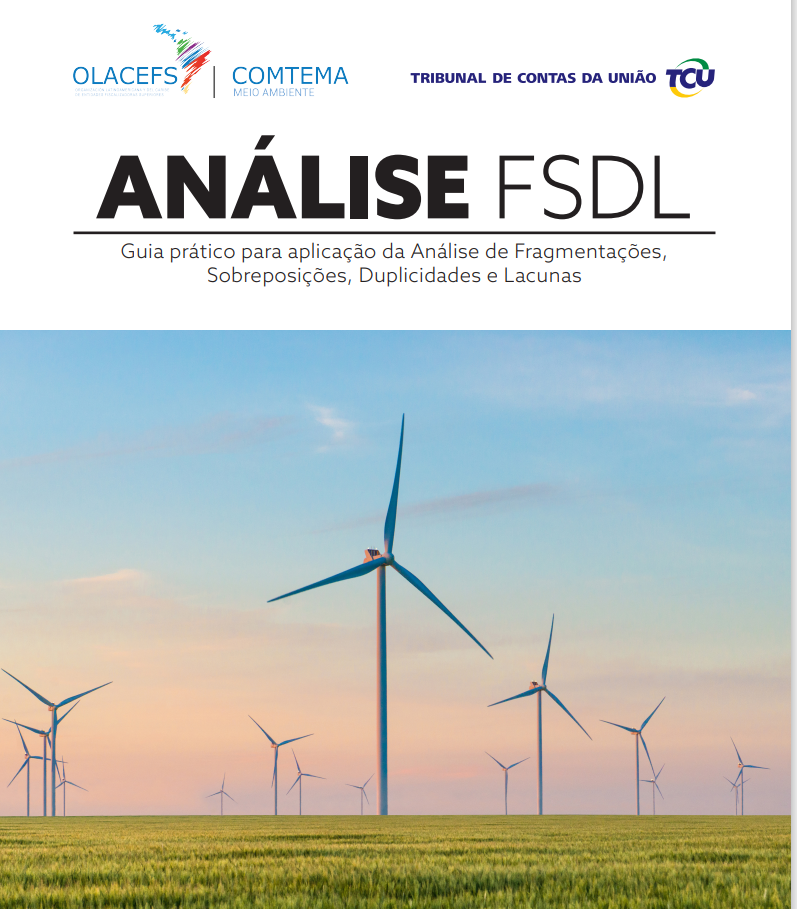 OLACEFS
COMTEMA
MEIO AMBIENTE
TRIBUNAL DE CONTAS DA UNIÃO
TCU
ANÁLISE FSDL
Guia prático para aplicação da Análise de Fragmentações,
Sobreposições, Duplicidades e Lacunas